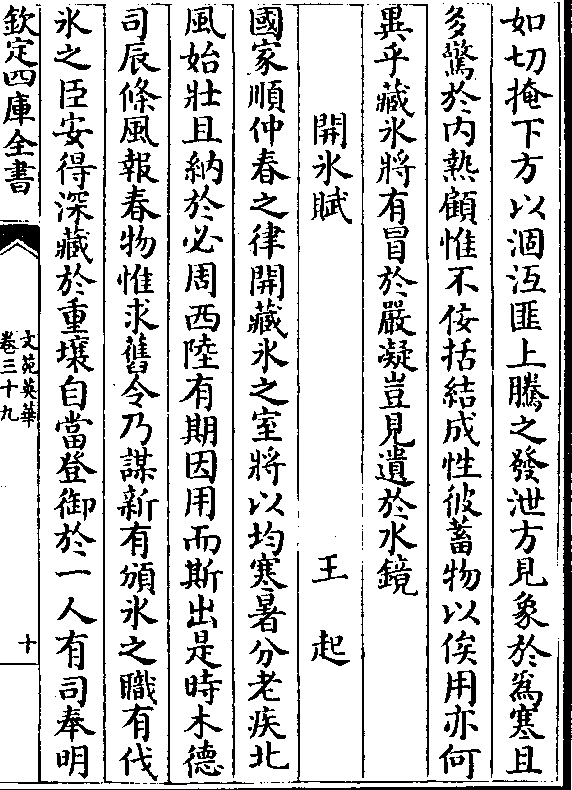 如切掩下方以涸沍匪上騰之發泄方見象於爲寒且
多驚於内熱顧惟不佞括結成性彼蓄物以俟用亦何
異乎藏氷將有冒於嚴凝豈見遺於水鏡
開氷賦 王起
國家順仲春之律開藏氷之室將以均寒暑分老疾北
風始壯且納於必周西陸有期因用而斯出是時木德
司辰條風報春物惟求舊令乃謀新有頒氷之職有伐
氷之臣安得深藏於重壤自當登御於一人有司奉明
欽定四庫全書
文苑英華
卷三十九
十